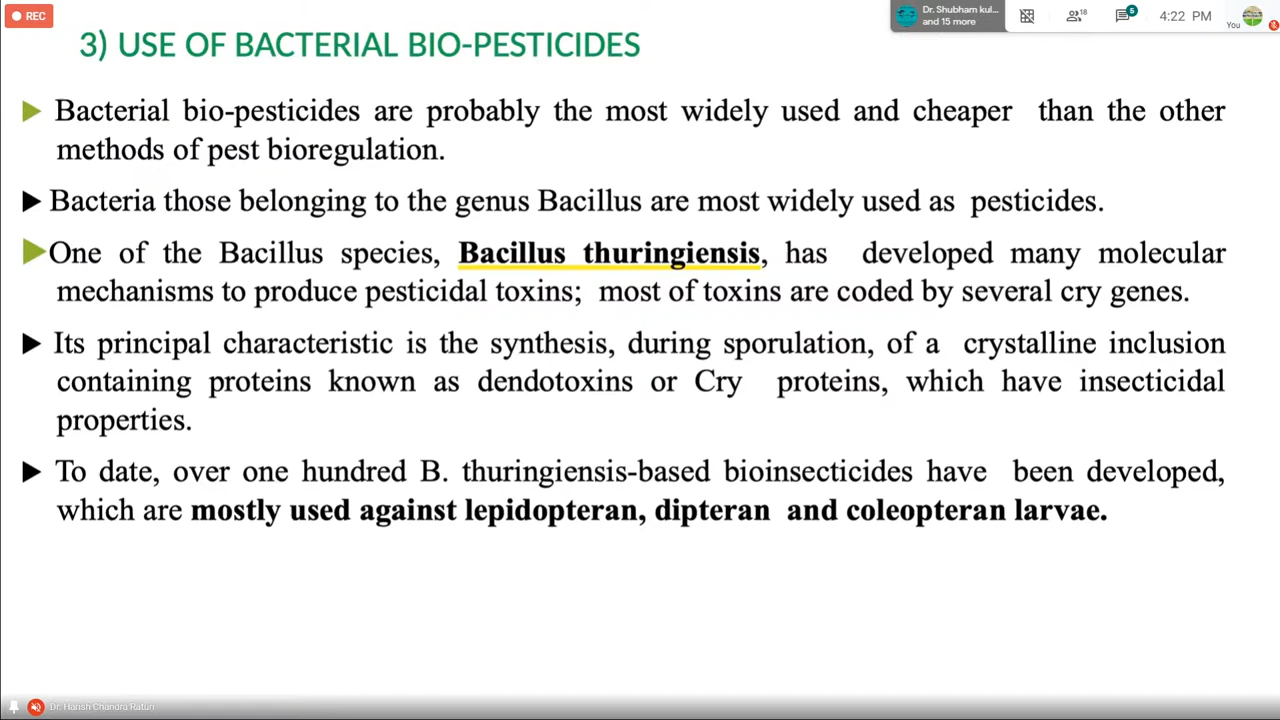 REC
Dr. Shubham kul...
and 15 more
18
5
4:22 PM
You
3) USE OF BACTERIAL BIO-PESTICIDES
Bacterial bio-pesticides are probably the most widely used and cheaper than the other
methods of pest bioregulation.
Bacteria those belonging to the genus Bacillus are most widely used as pesticides.
One of the Bacillus species, Bacillus thuringiensis, has developed many molecular
mechanisms to produce pesticidal toxins; most of toxins are coded by several cry genes.
Its principal characteristic is the synthesis, during sporulation, of a crystalline inclusion
containing proteins known as dendotoxins or Cry proteins, which have insecticidal
properties.
To date, over one hundred B. thuringiensis-based bioinsecticides have been developed,
which are mostly used against lepidopteran, dipteran and coleopteran larvae.
Dr. Harish Chandra Raturi